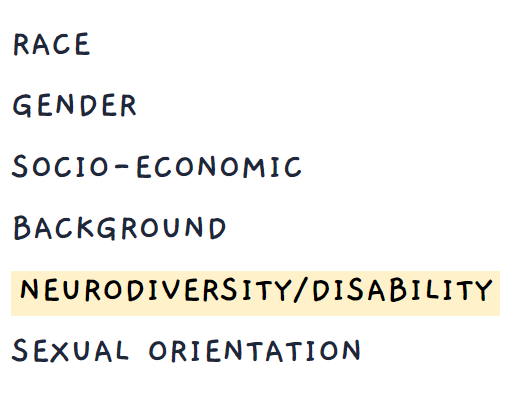 RACE
GENDER
SOCIO-ECONOMIC
BACKGROUND
NEURODIVERSITY/DISABILITY
SEXUAL ORIENTATION